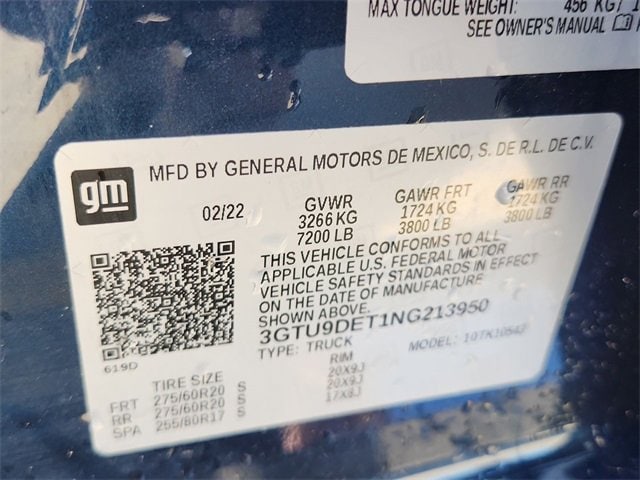 MAX TONGUE WEIGHT: 456 KG
SEE OWNER'S MANUAL
gm
MFD BY GENERAL MOTORS DE MEXICO, S. DE R.L. DE C.V.
02/22 GVWR GAWR FRT GAWR RR
3266 KG 1724 KG 1724 KG
7200 LB 3800 LB 3800 LB
THIS VEHICLE CONFORMS TO ALL
APPLICABLE U.S. FEDERAL MOTOR
VEHICLE SAFETY STANDARDS IN EFFECT
ON THE DATE OF MANUFACTURE
SHOWN ABOVE.
3GTU9DET1NG213950
TYPE: TRUCK MODEL: 10TK10543
619D
TIRE SIZE RIM
FRT 275/60R20 S 20X9J
RR 275/60R20 S 20X9J
SPA 255/80R17 S 17X8J